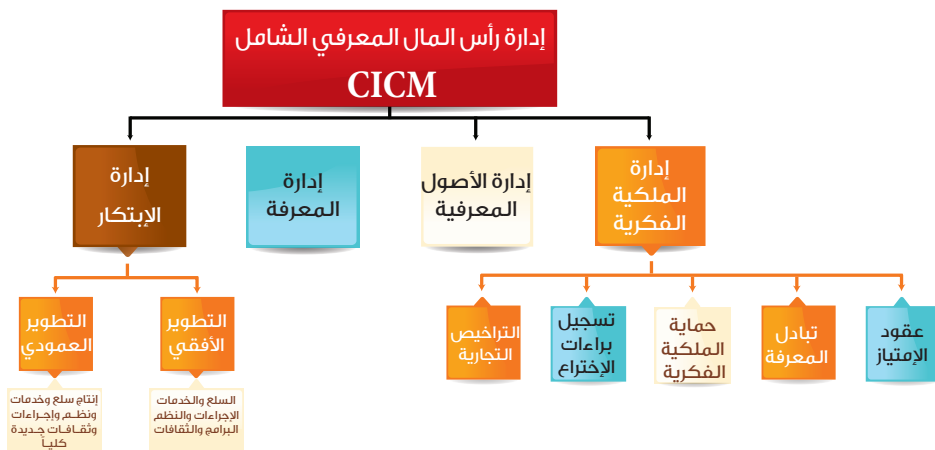 إدارة رأس المال المعرفي الشامل
CICM
إدارة
الملكية
الفكرية
إدارة الأصول
المعرفية
إدارة
المعرفة
إدارة
الإبتكار
عقود
الإمتياز
تبادل
المعرفة
حماية
الملكية
الفكرية
تسجيل
براءات
الإختراع
التراخيص
التجارية
التطوير
الأفقي
التطوير
العمودي
السلع والخدمات
الإجراءات والنظم
البرامج والثقافات
إنتاج سلع وخدمات
ونظم وإجراءات
وثقافات جديدة
كلياً